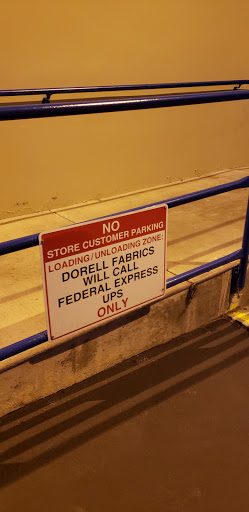 NO
STORE CUSTOMER PARKING
LOADING/UNLOADING ZONE:
DORELL FABRICS
WILL CALL
FEDERAL EXPRESS
UPS
ONLY